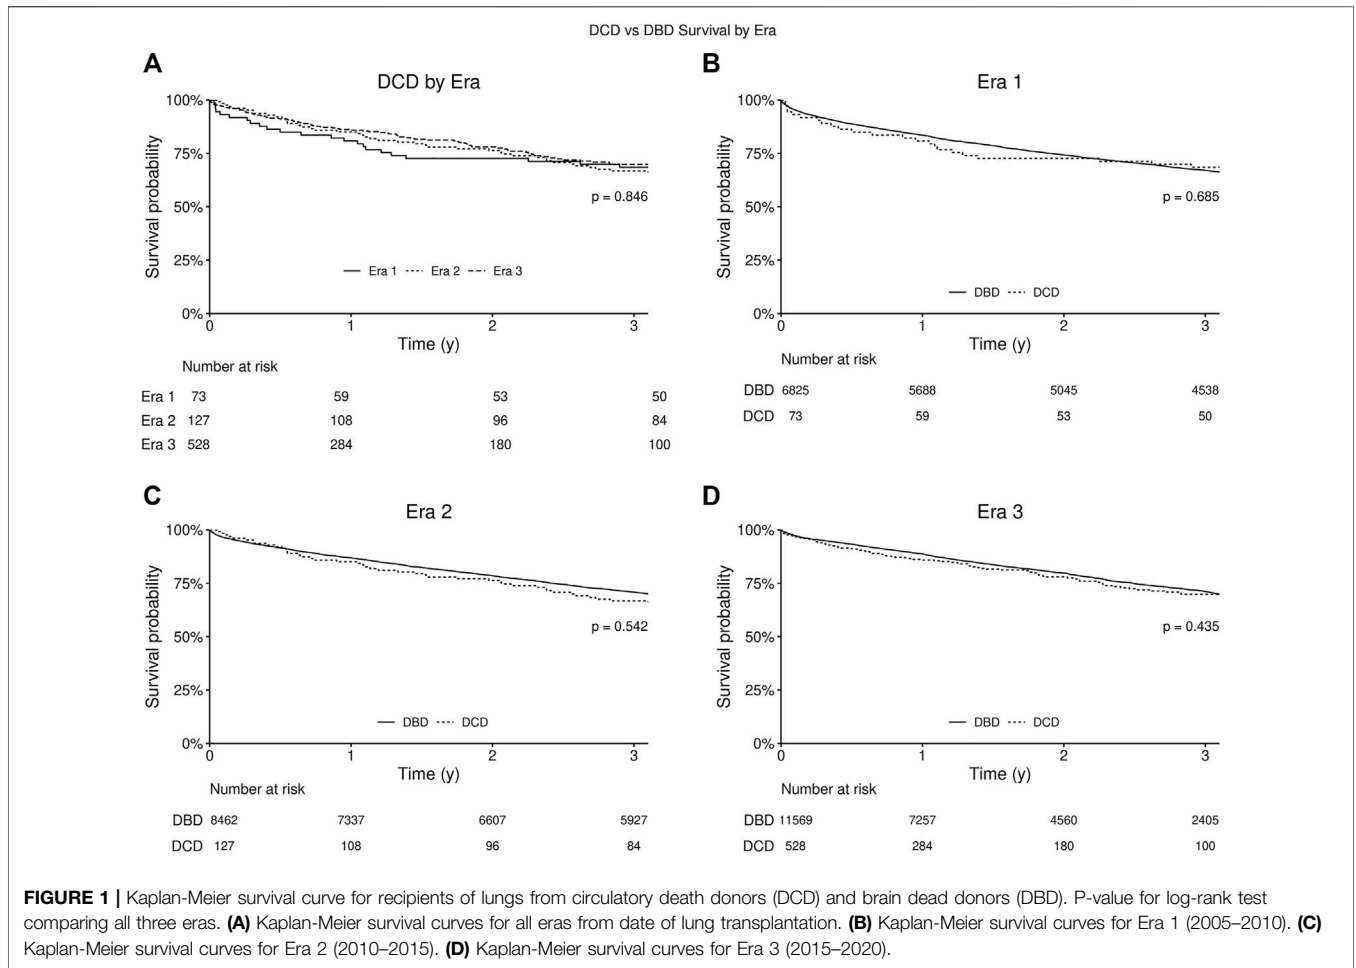 DCD vs DBD Survival by Era
A
DCD by Era
Survival probability
100%
75%
50%
25%
0%
p = 0.846
Era 1 Era 2 Era 3
0 1 2 3
Time (y)
Number at risk
Era 1 73 59 53 50
Era 2 127 108 96 84
Era 3 528 284 180 100
B
Era 1
Survival probability
100%
75%
50%
25%
0%
p = 0.685
DBD DCD
0 1 2 3
Time (y)
Number at risk
DBD 6825 5688 5045 4538
DCD 73 59 53 50
C
Era 2
Survival probability
100%
75%
50%
25%
0%
p = 0.542
DBD DCD
0 1 2 3
Time (y)
Number at risk
DBD 8462 7337 6607 5927
DCD 127 108 96 84
D
Era 3
Survival probability
100%
75%
50%
25%
0%
p = 0.435
DBD DCD
0 1 2 3
Time (y)
Number at risk
DBD 11569 7257 4560 2405
DCD 528 284 180 100
FIGURE 1 | Kaplan-Meier survival curve for recipients of lungs from circulatory death donors (DCD) and brain dead donors (DBD). P-value for log-rank test
comparing all three eras. (A) Kaplan-Meier survival curves for all eras from date of lung transplantation. (B) Kaplan-Meier survival curves for Era 1 (2005–2010). (C)
Kaplan-Meier survival curves for Era 2 (2010–2015). (D) Kaplan-Meier survival curves for Era 3 (2015–2020).